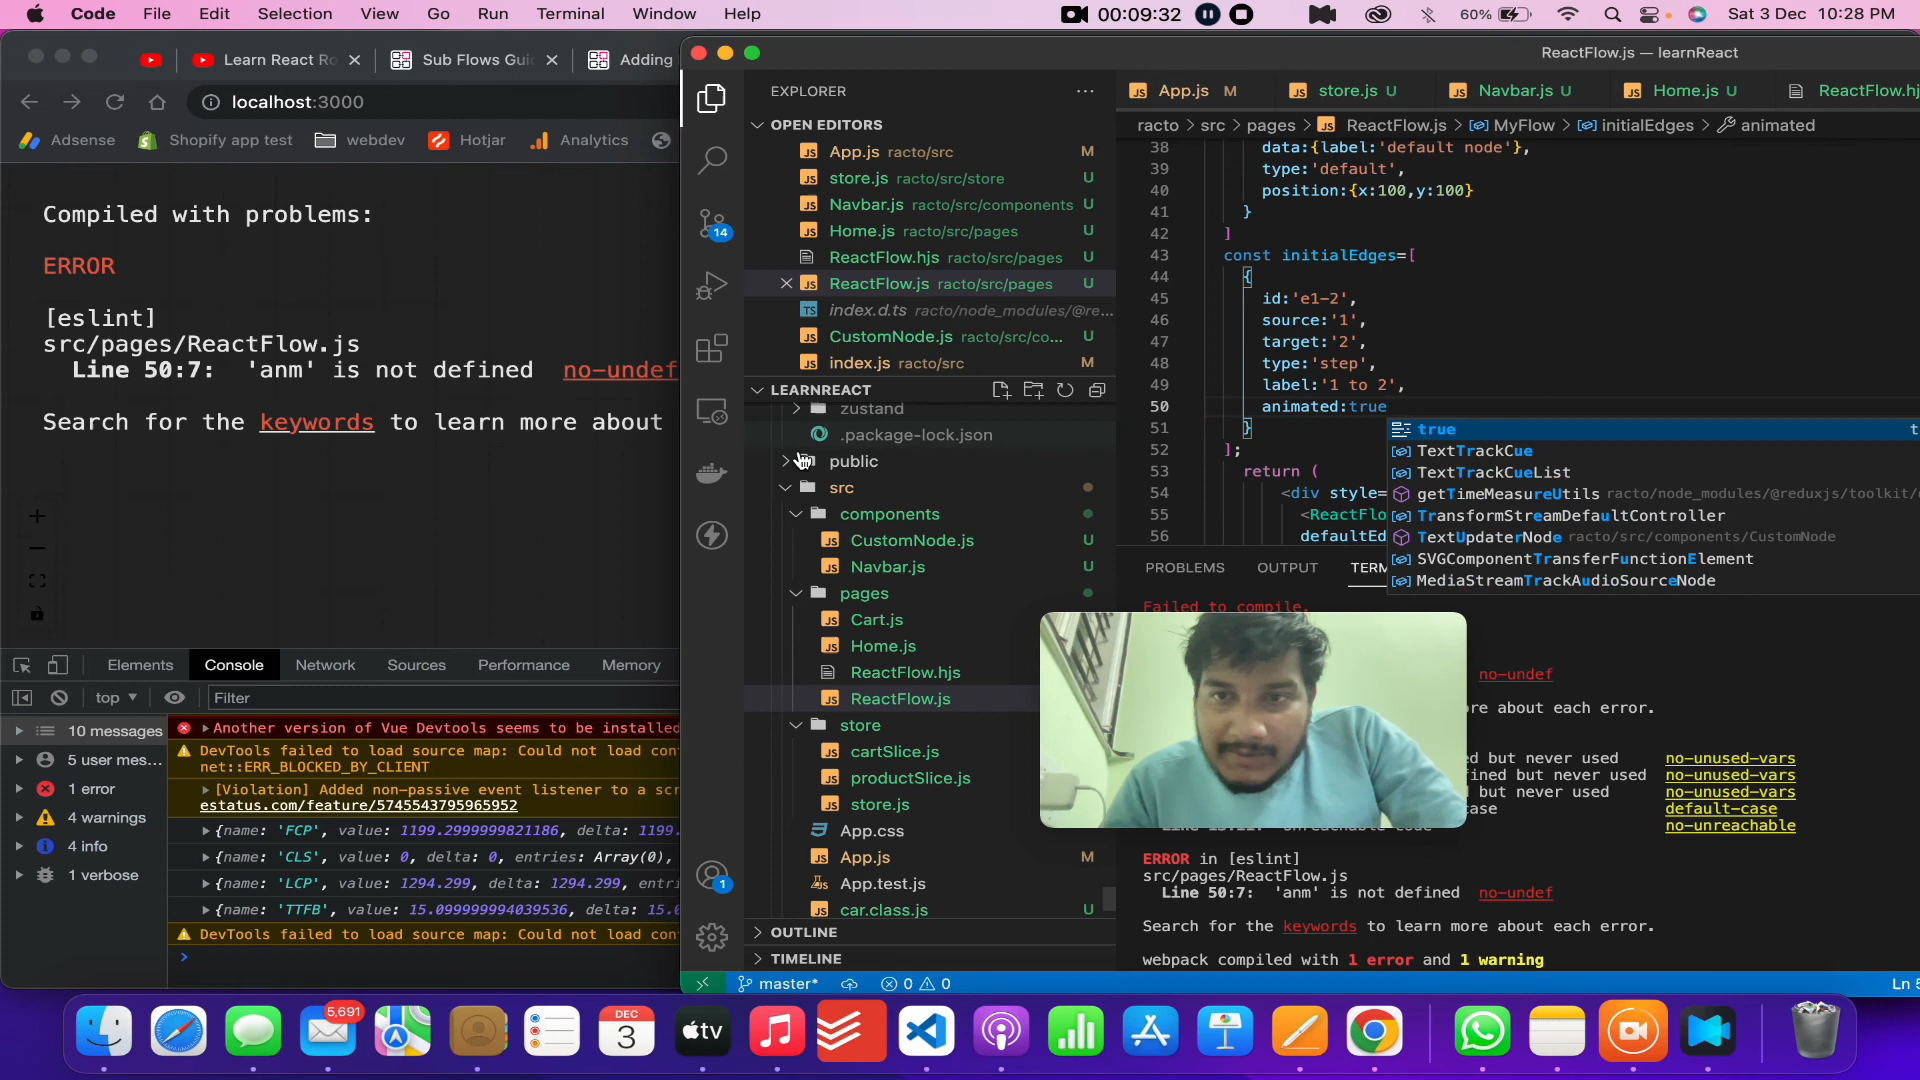 Code File Edit Selection View Go Run Terminal Window Help 00:09:32 60% Sat 3 Dec 10:28 PM
Learn React Ro Sub Flows Guid Adding
localhost:3000
Adsense Shopify app test webdev Hotjar Analytics
Compiled with problems:
ERROR
[eslint]
src/pages/ReactFlow.js
Line 50:7: 'anm' is not defined no-undef
Search for the keywords to learn more about
Elements Console Network Sources Performance Memory
top Filter
10 messages
5 user mes...
1 error
4 warnings
4 info
1 verbose
Another version of Vue Devtools seems to be installed
DevTools failed to load source map: Could not load con
net::ERR_BLOCKED_BY_CLIENT
[Violation] Added non-passive event listener to a scr
estatus.com/feature/5745543795965952
{name: 'FCP', value: 1199.2999999821186, delta: 1199.
{name: 'CLS', value: 0, delta: 0, entries: Array(0),
{name: 'LCP', value: 1294.299, delta: 1294.299, entri
{name: 'TTFB', value: 15.099999994039536, delta: 15.0
DevTools failed to load source map: Could not load con
ReactFlow.js — learnReact
14
1
EXPLORER
OPEN EDITORS
App.js racto/src M
store.js racto/src/store U
Navbar.js racto/src/components U
Home.js racto/src/pages U
ReactFlow.hjs racto/src/pages U
ReactFlow.js racto/src/pages U
index.d.ts racto/node_modules/@re...
CustomNode.js racto/src/co... U
index.js racto/src M
LEARNREACT
zustand
.package-lock.json
public
src
components
CustomNode.js U
Navbar.js U
pages
Cart.js
Home.js
ReactFlow.hjs
ReactFlow.js
store
cartSlice.js
productSlice.js
store.js
App.css
App.js M
App.test.js
car.class.js U
OUTLINE
TIMELINE
App.js M store.js U Navbar.js U Home.js U ReactFlow.hj
racto > src > pages > ReactFlow.js > MyFlow > initialEdges > animated
38 data:{label:'default node'},
39 type:'default',
40 position:{x:100,y:100}
41 }
42 ]
43 const initialEdges=[
44 {
45 id:'e1-2',
46 source:'1',
47 target:'2',
48 type:'step',
49 label:'1 to 2',
50 animated:true
51 }
52 ];
53 return (
54 <div style=
55 <ReactFlo
56 defaultEd
true t
TextTrackCue
TextTrackCueList
getTimeMeasureUtils racto/node_modules/@reduxjs/toolkit/
TransformStreamDefaultController
TextUpdaterNode racto/src/components/CustomNode
SVGComponentTransferFunctionElement
MediaStreamTrackAudioSourceNode
PROBLEMS OUTPUT TERM
Failed to compile.
no-undef
re about each error.
d but never used no-unused-vars
fined but never used no-unused-vars
d but never used no-unused-vars
case default-case
no-unreachable
ERROR in [eslint]
src/pages/ReactFlow.js
Line 50:7: 'anm' is not defined no-undef
Search for the keywords to learn more about each error.
webpack compiled with 1 error and 1 warning
master* 0 0 Ln 5
5,691
DEC
3
tv